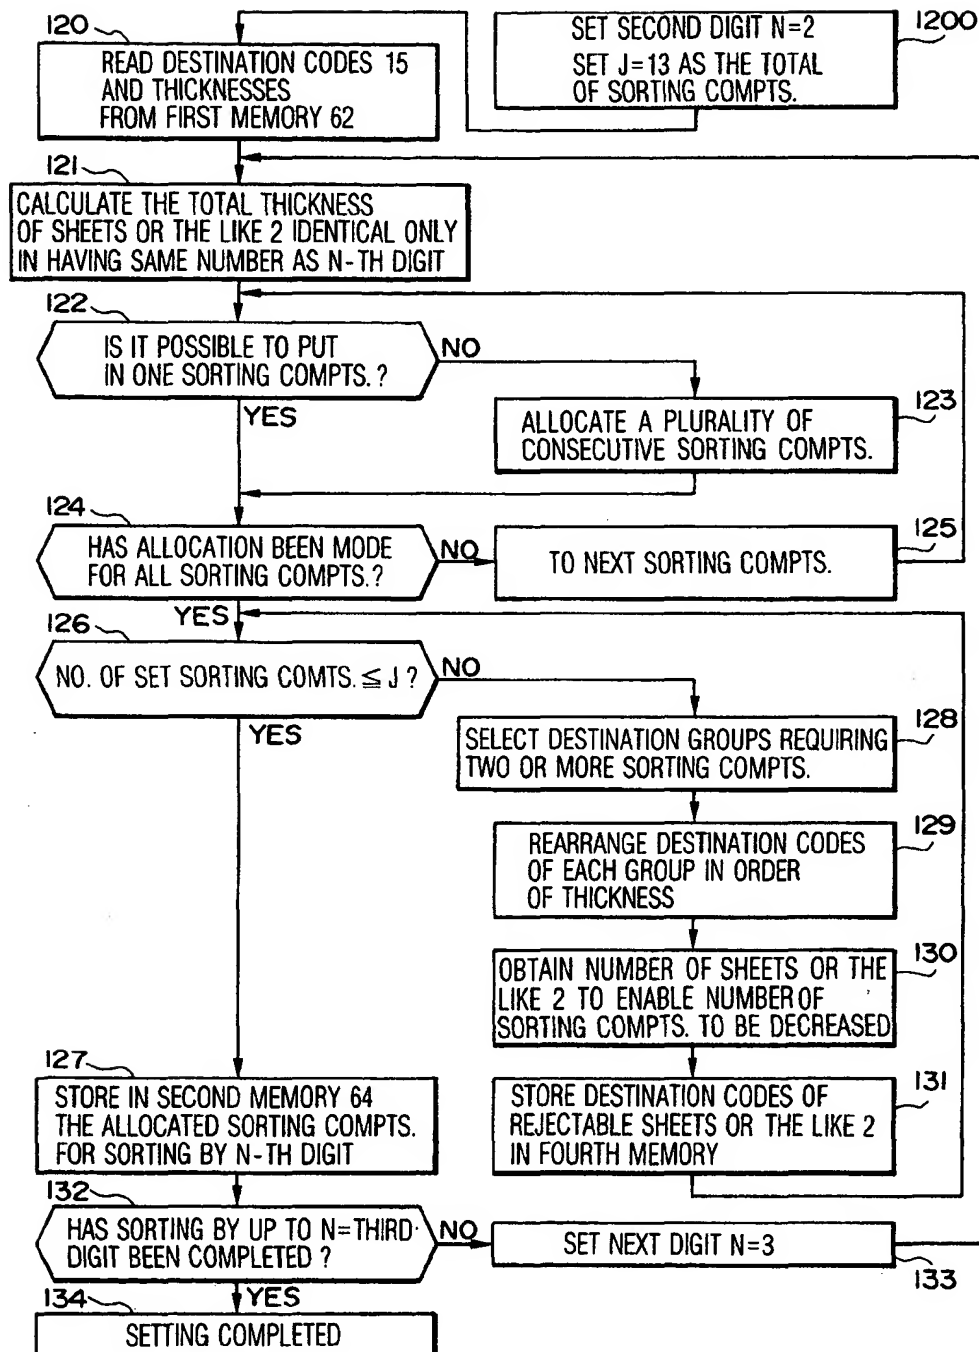 120
READ DESTINATION CODES 15
AND THICKNESSES
FROM FIRST MEMORY 62
SET SECOND DIGIT N=2
SET J=13 AS THE TOTAL
OF SORTING COMPTS.
1200
121
CALCULATE THE TOTAL THICKNESS
OF SHEETS OR THE LIKE 2 IDENTICAL ONLY
IN HAVING SAME NUMBER AS N-TH DIGIT
122
IS IT POSSIBLE TO PUT
IN ONE SORTING COMPTS.?
NO
YES
123
ALLOCATE A PLURALITY OF
CONSECUTIVE SORTING COMPTS.
124
HAS ALLOCATION BEEN MODE
FOR ALL SORTING COMPTS.?
NO
YES
125
TO NEXT SORTING COMPTS.
126
NO. OF SET SORTING COMTS. ≦ J ?
NO
YES
128
SELECT DESTINATION GROUPS REQUIRING
TWO OR MORE SORTING COMPTS.
129
REARRANGE DESTINATION CODES
OF EACH GROUP IN ORDER
OF THICKNESS
130
OBTAIN NUMBER OF SHEETS OR THE
LIKE 2 TO ENABLE NUMBER OF
SORTING COMPTS. TO BE DECREASED
127
STORE IN SECOND MEMORY 64
THE ALLOCATED SORTING COMPTS.
FOR SORTING BY N-TH DIGIT
131
STORE DESTINATION CODES OF
REJECTABLE SHEETS OR THE LIKE 2
IN FOURTH MEMORY
132
HAS SORTING BY UP TO N=THIRD
DIGIT BEEN COMPLETED ?
NO
YES
SET NEXT DIGIT N=3
133
134
SETTING COMPLETED